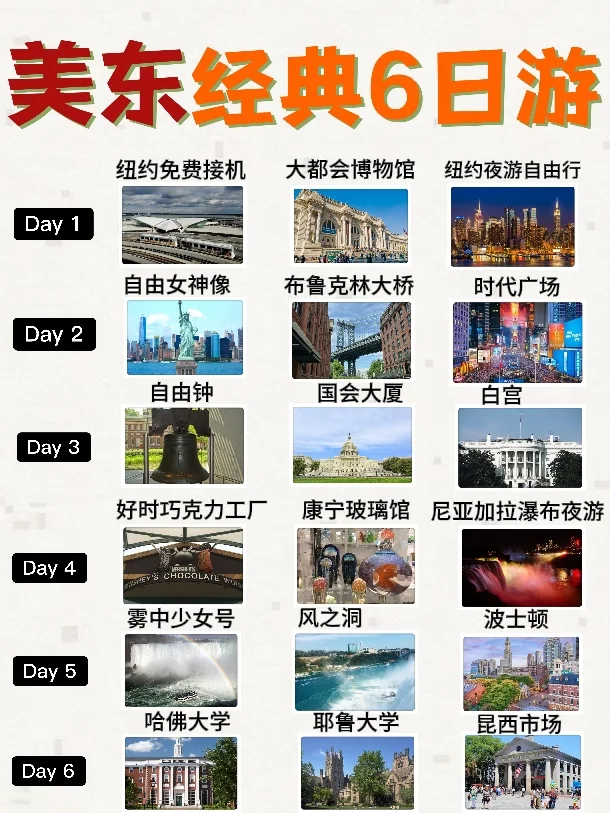 美东经典6日游
纽约免费接机 大都会博物馆 纽约夜游自由行
Day 1
自由女神像 布鲁克林大桥 时代广场
Day 2
自由钟 国会大厦 白宫
Day 3
好时巧克力工厂 康宁玻璃馆 尼亚加拉瀑布夜游
Day 4
HERSHEY'S CHOCOLATE WORLD
雾中少女号 风之洞 波士顿
Day 5
哈佛大学 耶鲁大学 昆西市场
Day 6